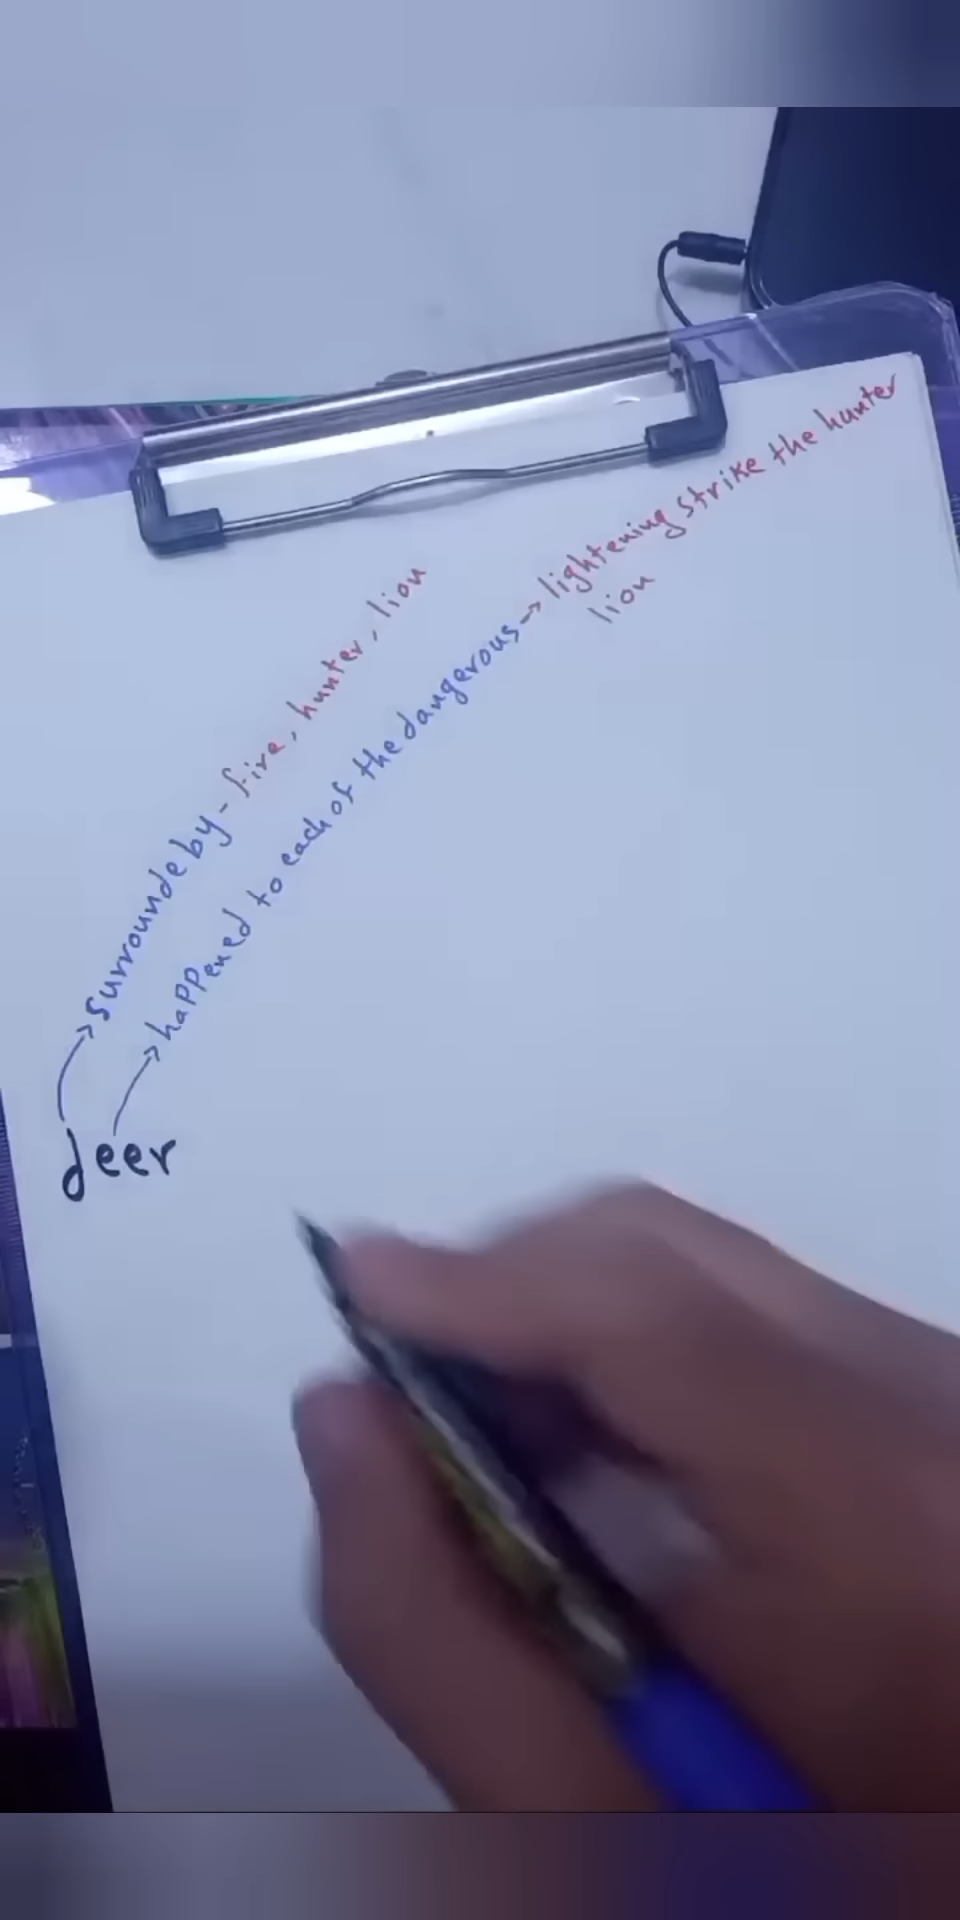 surrounde by - fire, hunter, lion
happened to each of the dangerous -> lightening strike the hunter
lion
deer